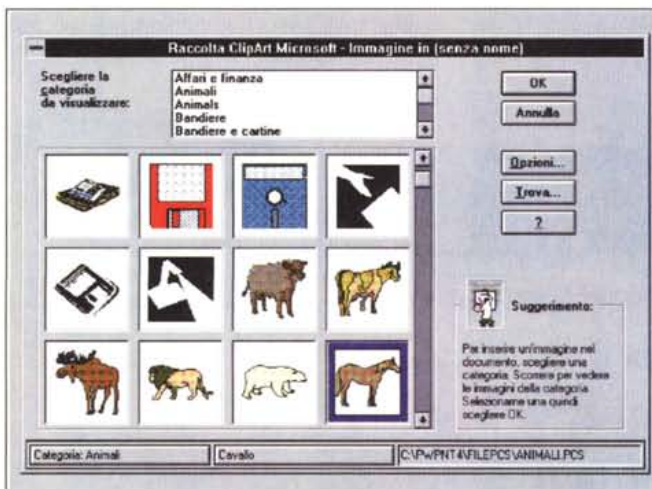 Raccolta ClipArt Microsoft - Immagine in (senza nome)
Scegliere la
categoria
da visualizzare:
Affari e finanza
Animali
Animals
Bandiere
Bandiere e cartine
OK
Annulla
Opzioni...
Trova...
?
Suggerimento:
Per inserire un'immagine nel
documento, scegliere una
categoria. Scorrere per vedere
le immagini della categoria.
Selezionarne una quindi
scegliere OK.
Categoria: Animali
Cavallo
C:\PWPNT4\FILEPCS\ANIMALI.PCS